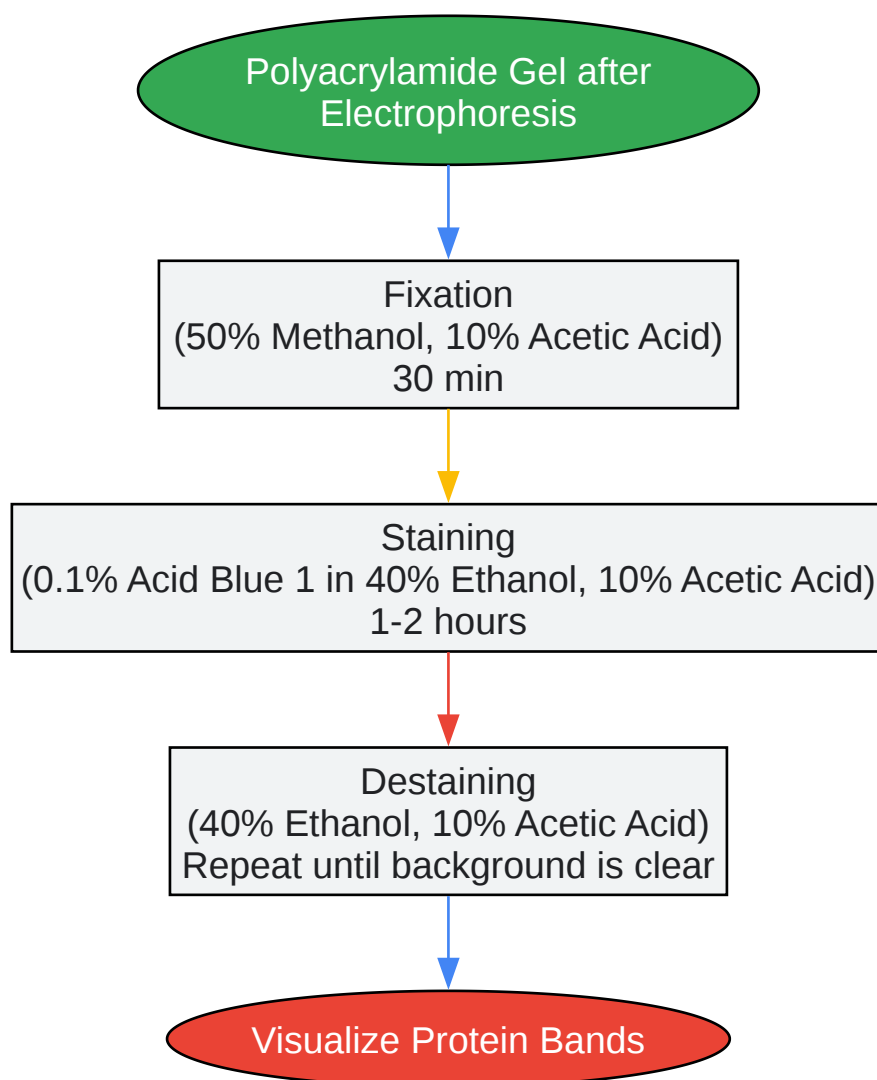 Polyacrylamide Gel after
Electrophoresis
Fixation
(50% Methanol, 10% Acetic Acid)
30 min
Staining
(0.1% Acid Blue 1 in 40% Ethanol, 10% Acetic Acid)
1-2 hours
Destaining
(40% Ethanol, 10% Acetic Acid)
Repeat until background is clear
Visualize Protein Bands